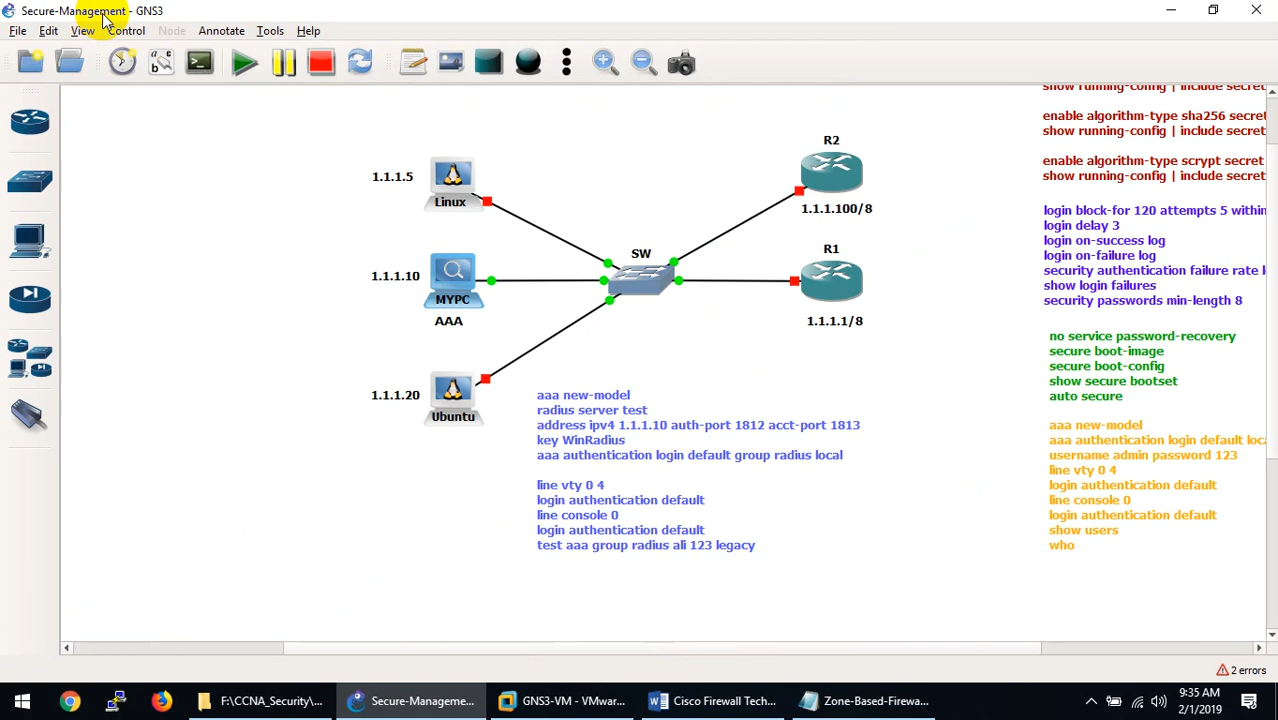 Secure-Management - GNS3
File Edit View Control Node Annotate Tools Help
show running-config | include secret
enable algorithm-type sha256 secret
show running-config | include secret
enable algorithm-type scrypt secret
show running-config | include secret
login block-for 120 attempts 5 within
login delay 3
login on-success log
login on-failure log
security authentication failure rate
show login failures
security passwords min-length 8
no service password-recovery
secure boot-image
secure boot-config
show secure bootset
auto secure
aaa new-model
aaa authentication login default
username admin password 123
line vty 0 4
login authentication default
line console 0
login authentication default
show users
who
R2
1.1.1.100/8
R1
1.1.1.1/8
SW
1.1.1.5
Linux
1.1.1.10
MYPC
AAA
1.1.1.20
Ubuntu
aaa new-model
radius server test
address ipv4 1.1.1.10 auth-port 1812 acct-port 1813
key WinRadius
aaa authentication login default group radius local
line vty 0 4
login authentication default
line console 0
login authentication default
test aaa group radius ali 123 legacy
2 errors
F:\CCNA_Security\...
Secure-Manageme...
GNS3-VM - VMwar...
Cisco Firewall Tech...
Zone-Based-Firewa...
9:35 AM
2/1/2019